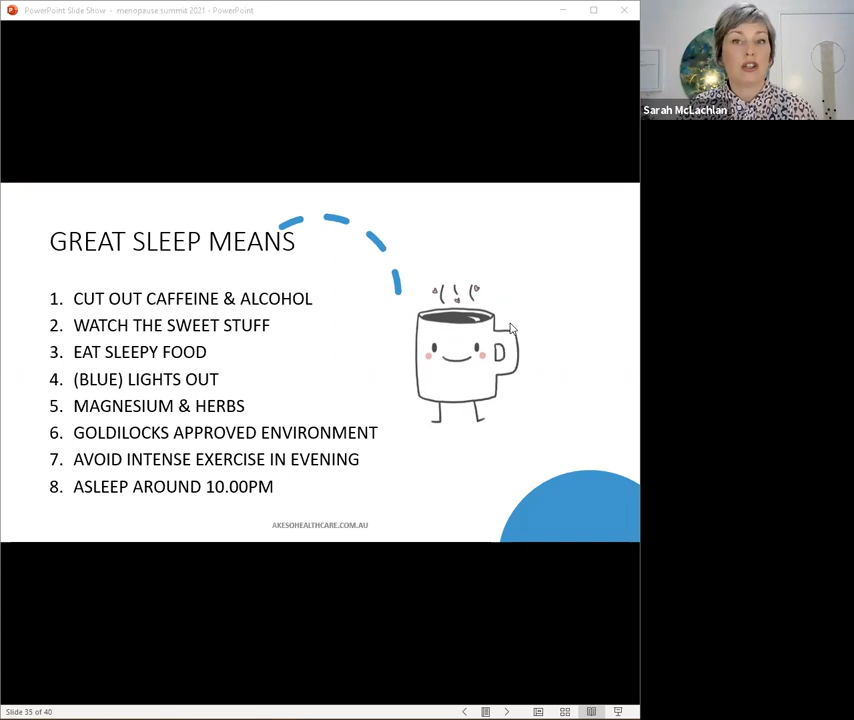 PowerPoint Slide Show - menopause summit 2021 - PowerPoint
Sarah McLachlan
GREAT SLEEP MEANS
1. CUT OUT CAFFEINE & ALCOHOL
2. WATCH THE SWEET STUFF
3. EAT SLEEPY FOOD
4. (BLUE) LIGHTS OUT
5. MAGNESIUM & HERBS
6. GOLDILOCKS APPROVED ENVIRONMENT
7. AVOID INTENSE EXERCISE IN EVENING
8. ASLEEP AROUND 10.00PM
AKESOHEALTHCARE.COM.AU
Slide 35 of 40